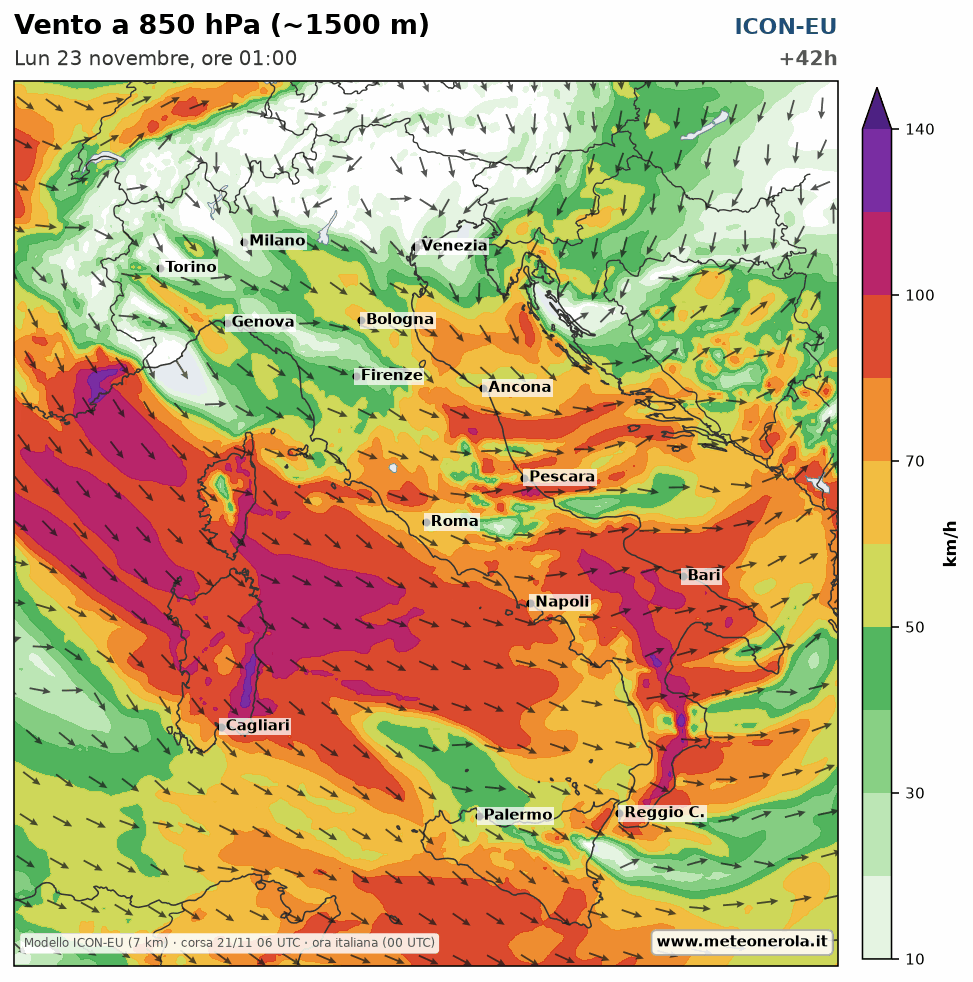 Vento a 850 hPa (~1500 m)
ICON-EU
Lun 23 novembre, ore 01:00
+42h
140
100
70
50
30
10
km/h
Milano
Venezia
Torino
Genova
Bologna
Firenze
Ancona
Pescara
Roma
Bari
Napoli
Cagliari
Palermo
Reggio C.
Modello ICON-EU (7 km) · corsa 21/11 06 UTC · ora italiana (00 UTC)
www.meteonerola.it